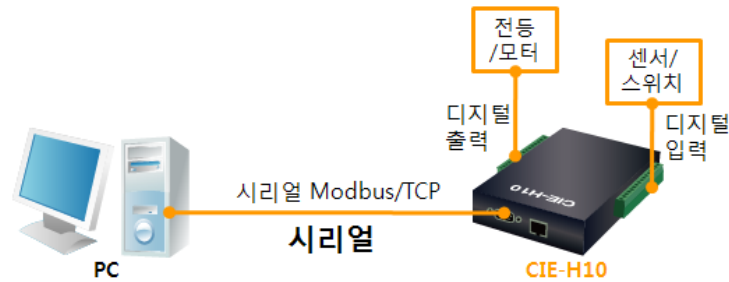 전등
/모터
센서/
스위치
디지털
출력
디지털
입력
시리얼 Modbus/TCP
시리얼
CIE-H10
PC
CIE-H10